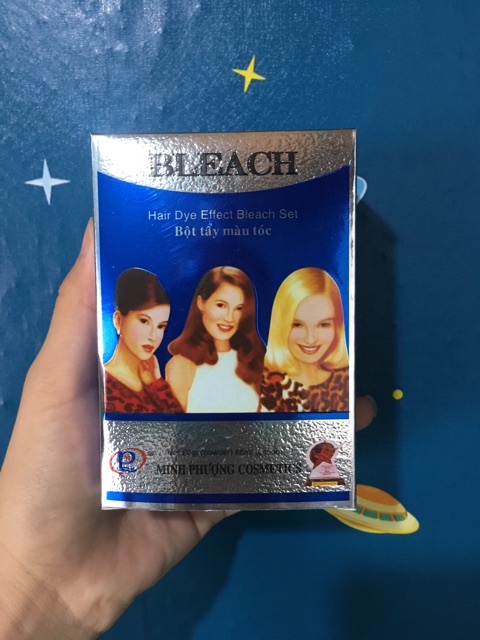 BLEACH
Hair Dye Effect Bleach Set
Bột tẩy màu tóc
MINH PHƯỢNG COSMETICS